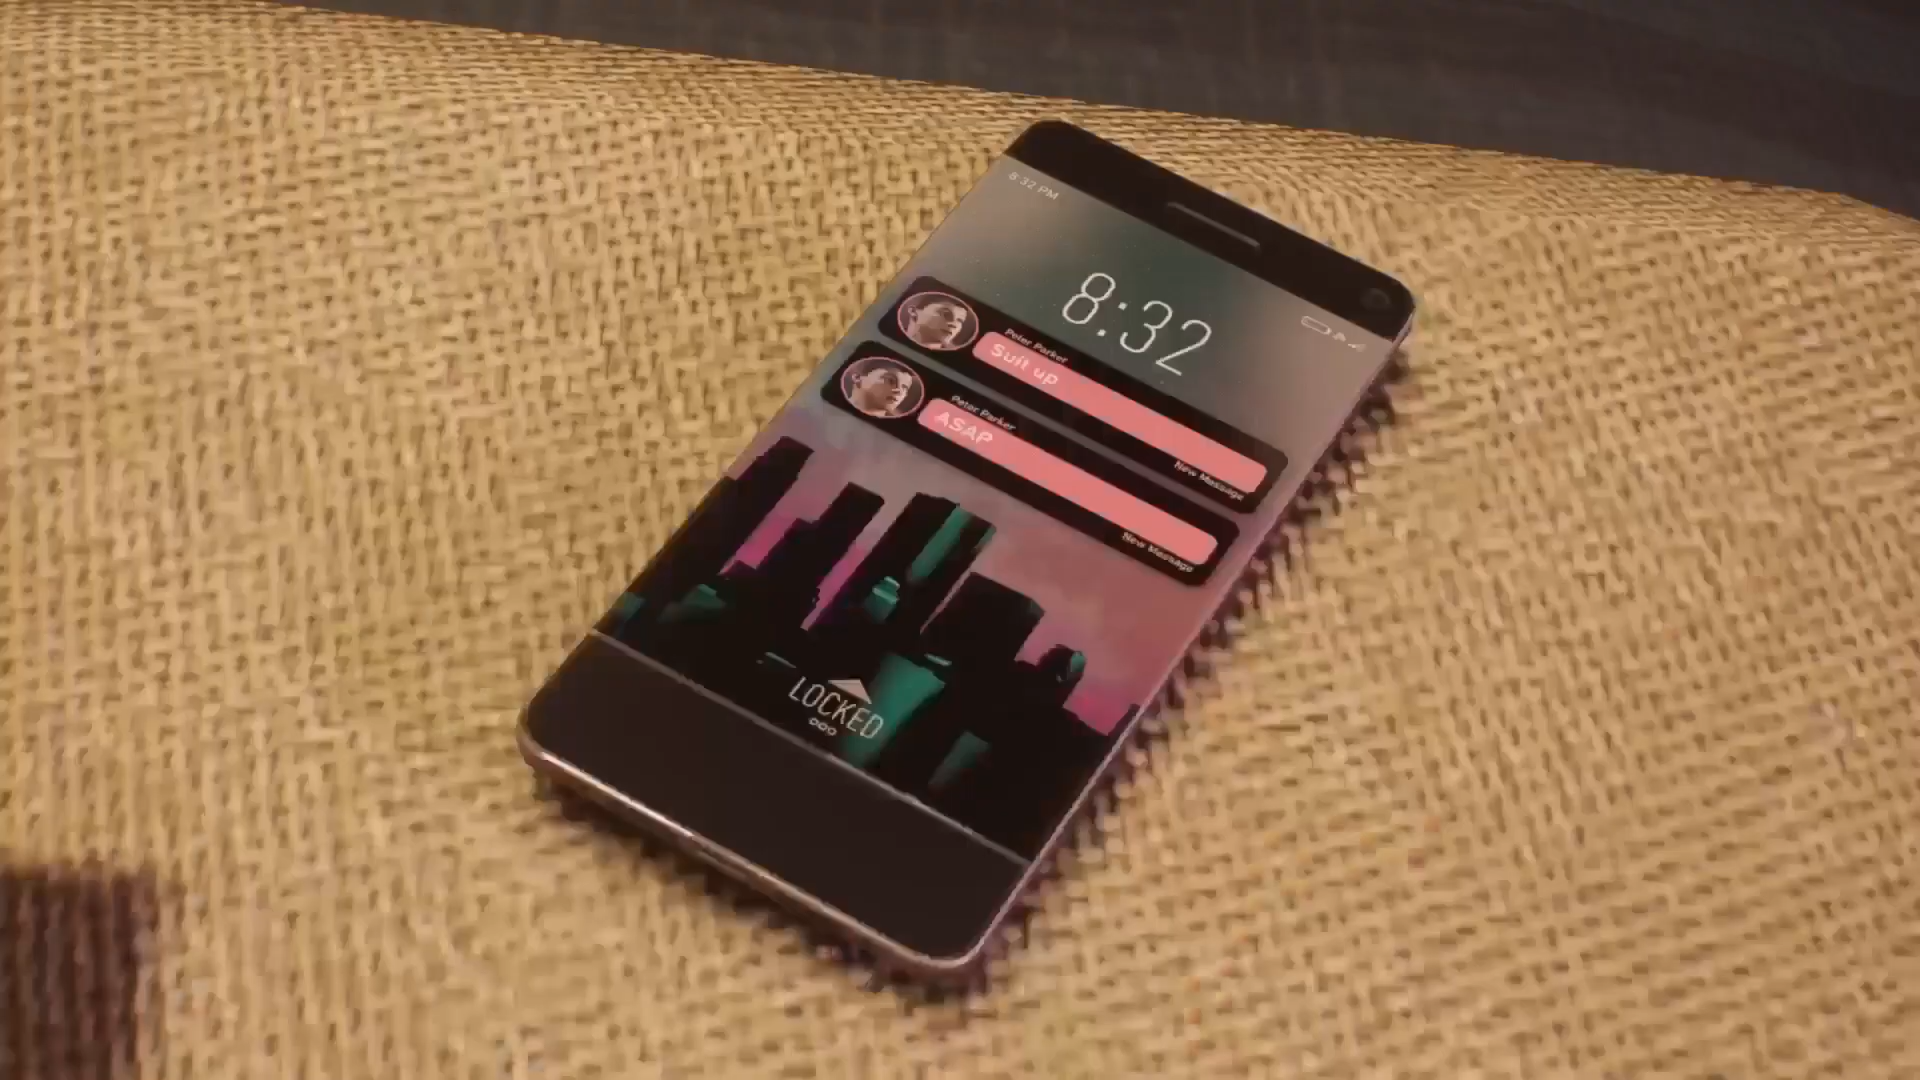 8:32 PM
8:32
Peter Parker
Suit up
New Message
Peter Parker
ASAP
New Message
LOCKED